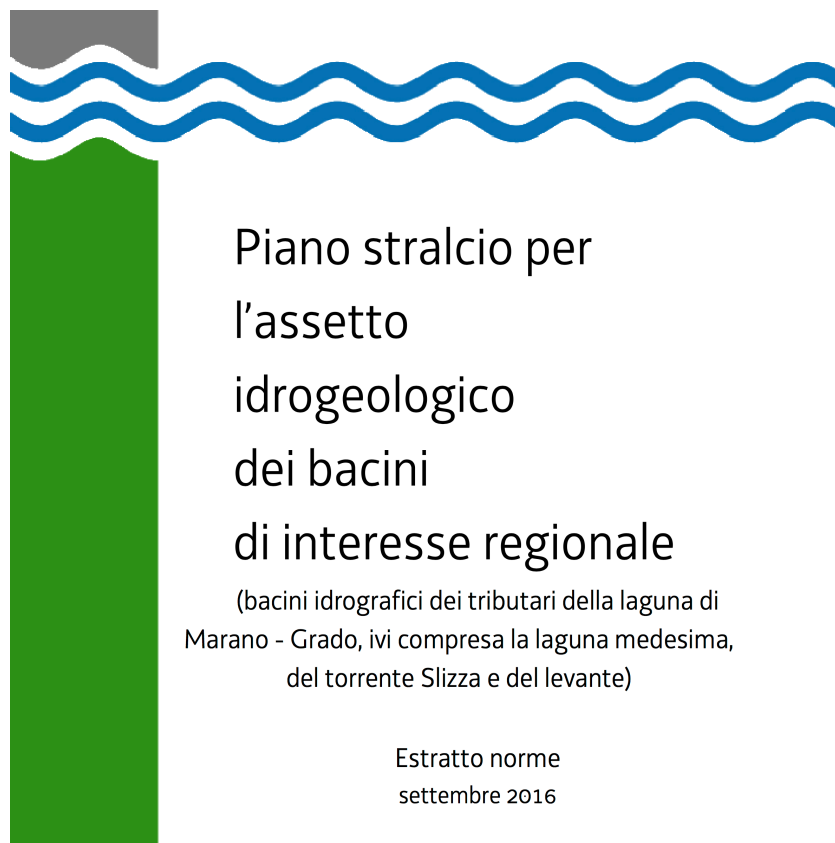 Piano stralcio per
l’assetto
idrogeologico
dei bacini
di interesse regionale
(bacini idrografici dei tributari della laguna di
Marano - Grado, ivi compresa la laguna medesima,
del torrente Slizza e del levante)
Estratto norme
settembre 2016